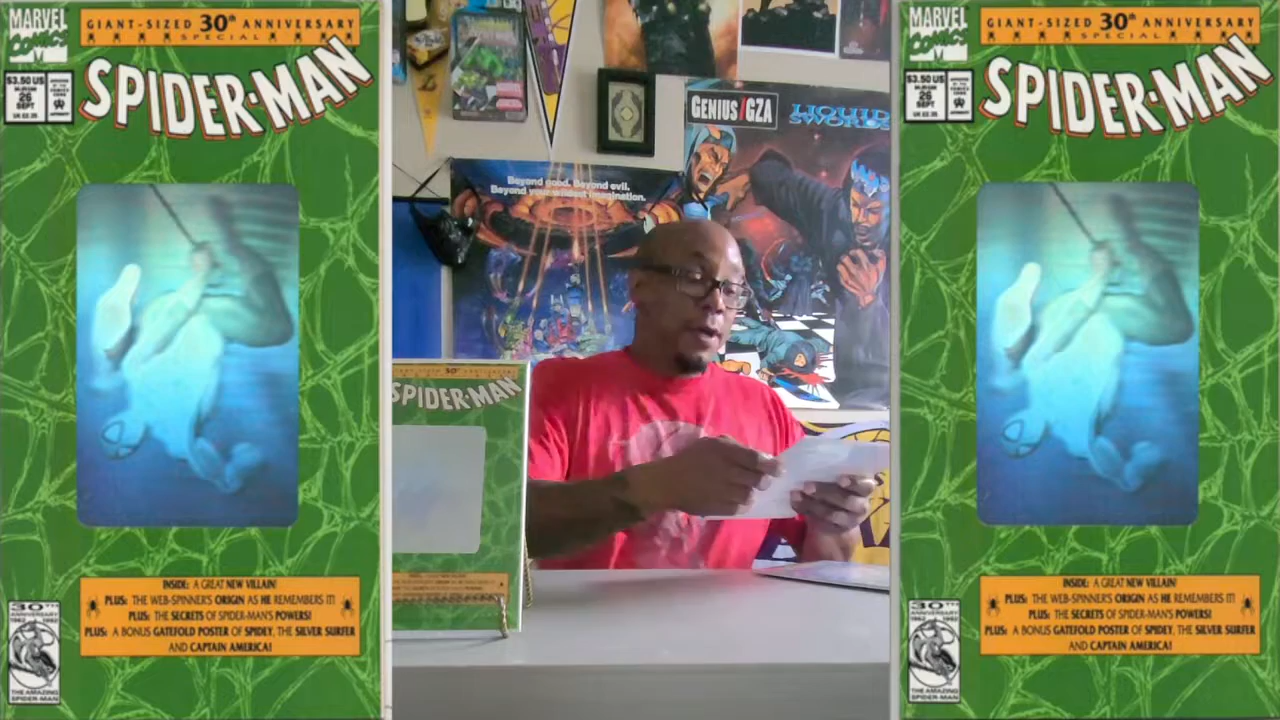 MARVEL
COMICS
GIANT-SIZED 30th ANNIVERSARY
SPECIAL
$3.50 US
26
SEPT
SPIDER-MAN
INSIDE: A GREAT NEW VILLAIN!
PLUS: THE WEB-SPINNER'S ORIGIN AS HE REMEMBERS IT!
PLUS: THE SECRETS OF SPIDER-MAN'S POWERS!
PLUS: A BONUS GATEFOLD POSTER OF SPIDEY, THE SILVER SURFER
AND CAPTAIN AMERICA!
30TH
ANNIVERSARY
1962-1992
THE AMAZING
SPIDER-MAN
GENIUS/GZA
LIQUID
SWORDS
Beyond good. Beyond evil.
Beyond your wildest imagination.
30th
SPIDER-MAN
MARVEL
COMICS
GIANT-SIZED 30th ANNIVERSARY
SPECIAL
$3.50 US
26
SEPT
SPIDER-MAN
INSIDE: A GREAT NEW VILLAIN!
PLUS: THE WEB-SPINNER'S ORIGIN AS HE REMEMBERS IT!
PLUS: THE SECRETS OF SPIDER-MAN'S POWERS!
PLUS: A BONUS GATEFOLD POSTER OF SPIDEY, THE SILVER SURFER
AND CAPTAIN AMERICA!
30TH
ANNIVERSARY
1962-1992
THE AMAZING
SPIDER-MAN